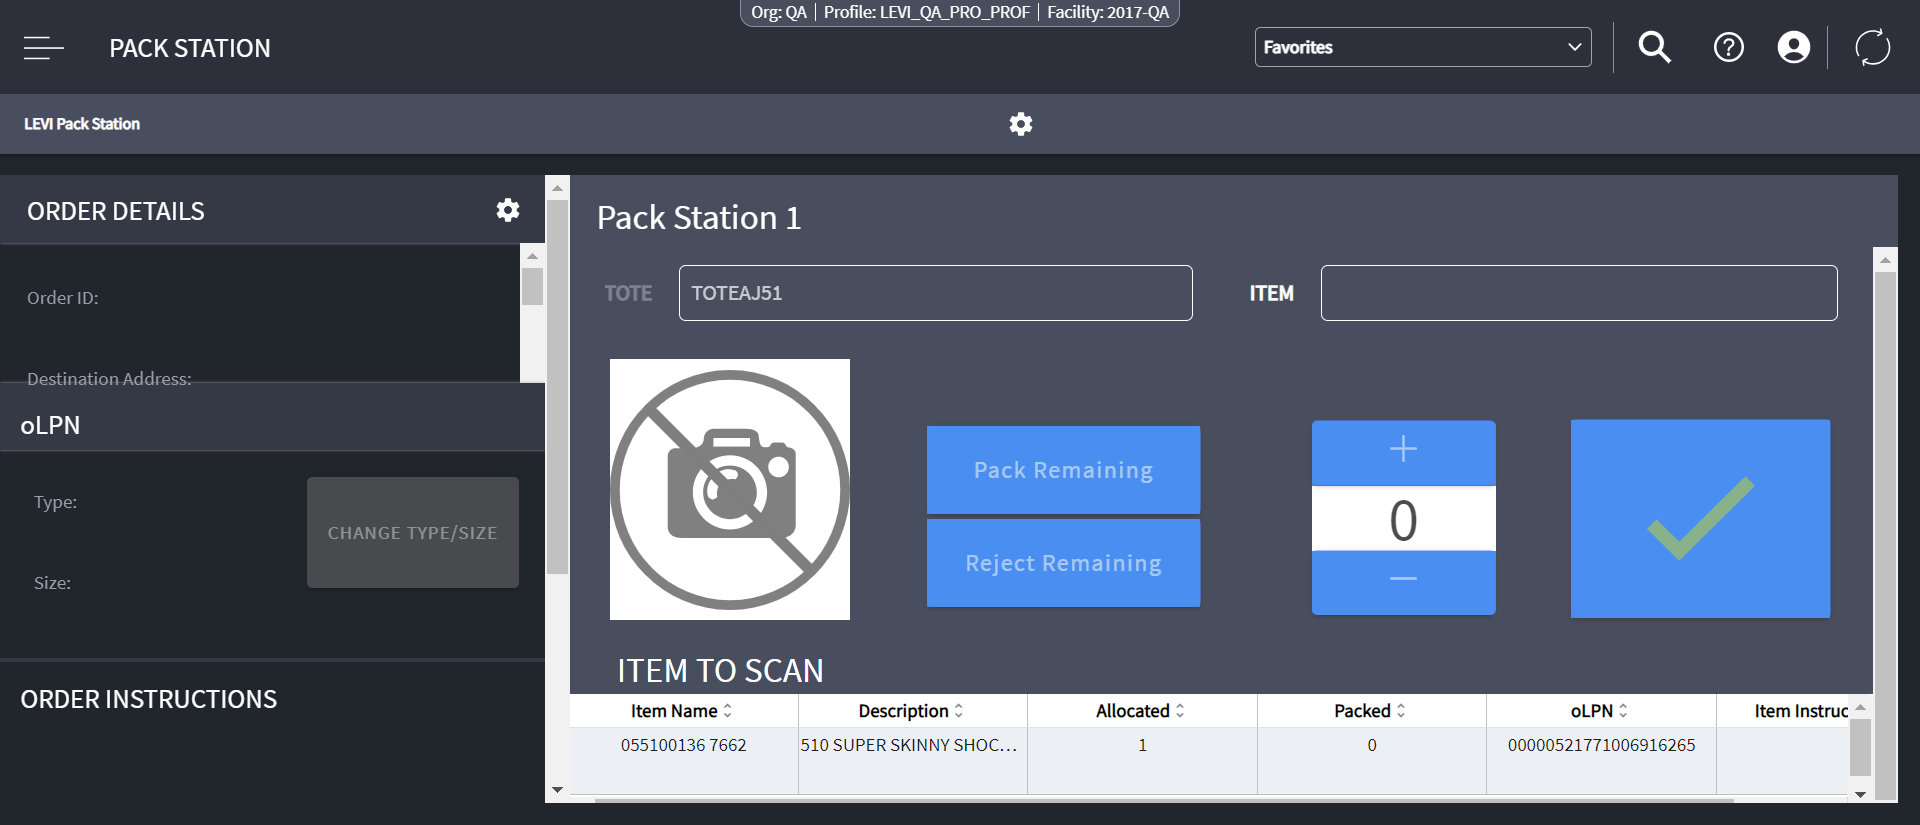 Org: QA | Profile: LEVI_QA_PRO_PROF | Facility: 2017-QA
PACK STATION
Favorites
LEVI Pack Station
ORDER DETAILS
Order ID:
Destination Address:
oLPN
Type:
CHANGE TYPE/SIZE
Size:
ORDER INSTRUCTIONS
Pack Station 1
TOTE TOTEAJ51 ITEM
Pack Remaining
Reject Remaining
+
0
−
ITEM TO SCAN
Item Name Description Allocated Packed oLPN Item Instruc
055100136 7662 510 SUPER SKINNY SHOC... 1 0 00000521771006916265